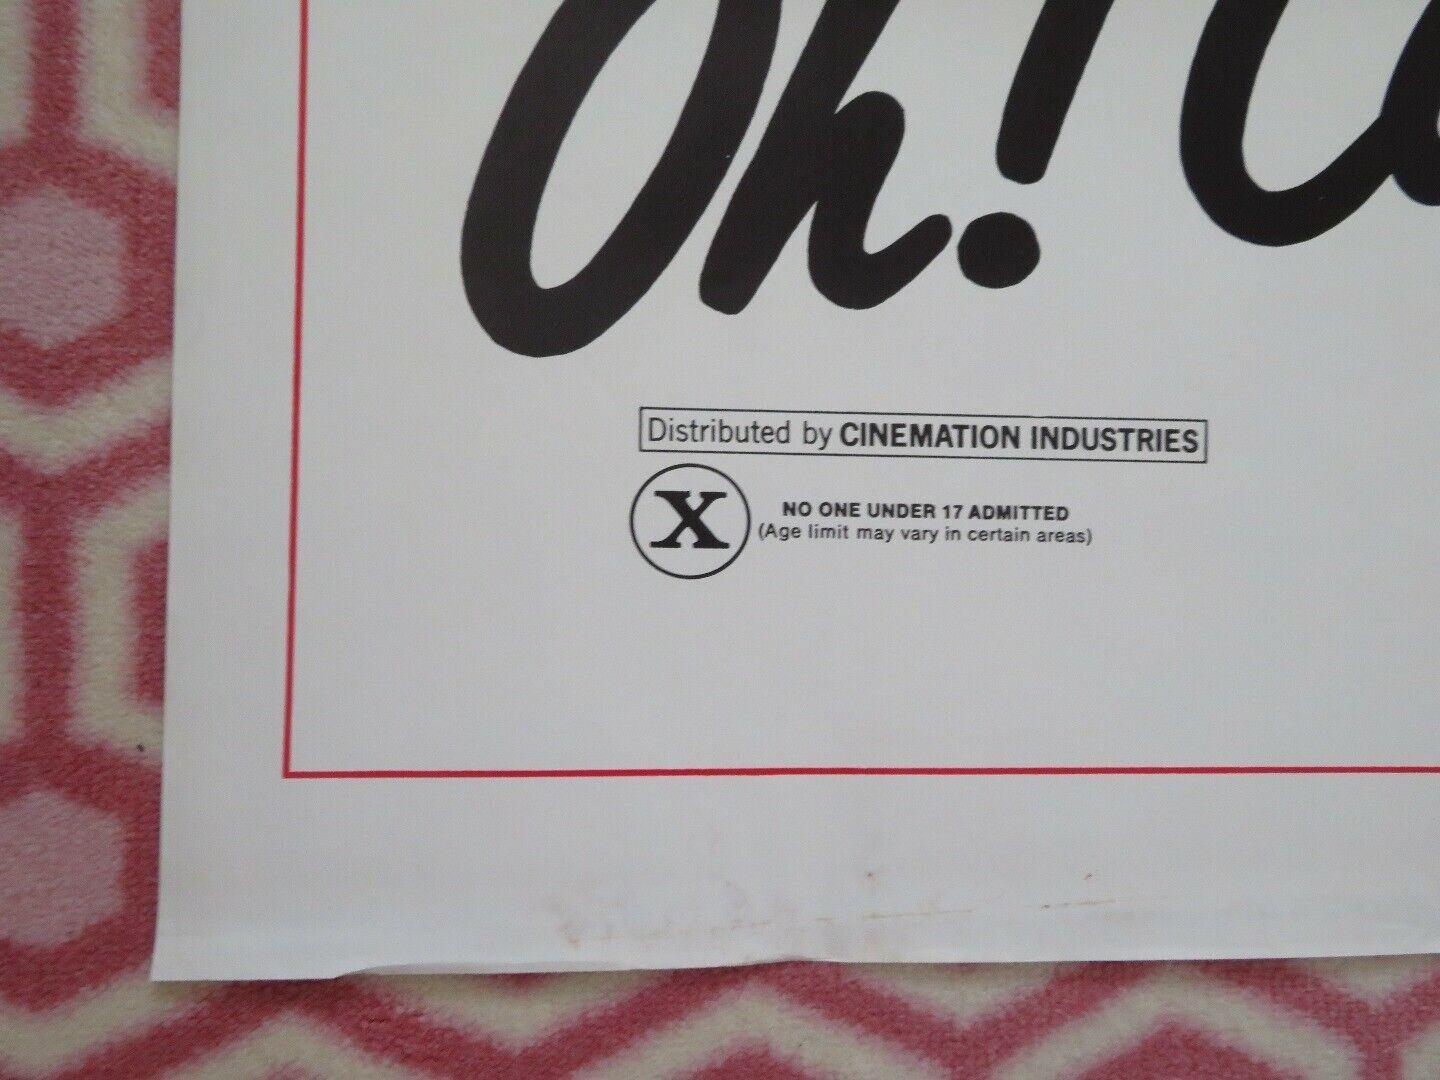 Oh!
Distributed by CINEMATION INDUSTRIES
X NO ONE UNDER 17 ADMITTED
(Age limit may vary in certain areas)